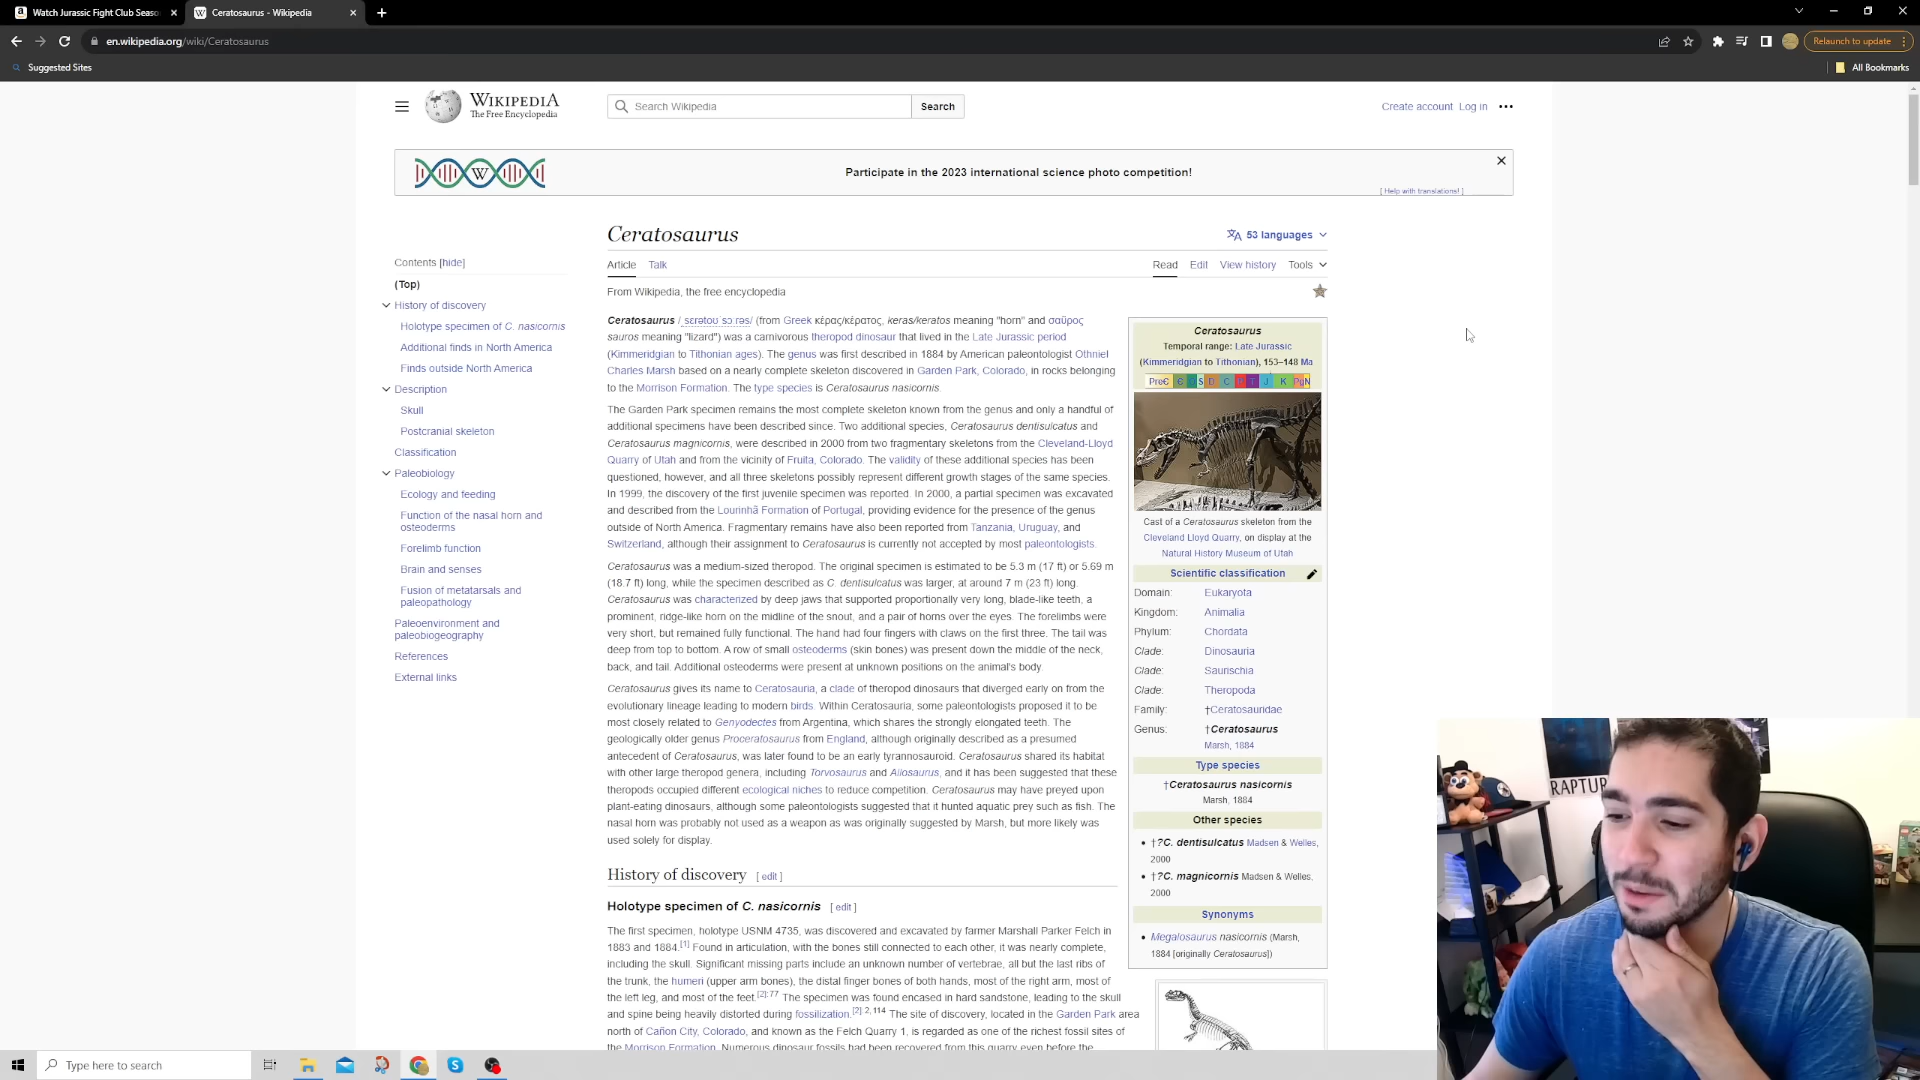 Watch Jurassic Fight Club Seaso
Ceratosaurus - Wikipedia
en.wikipedia.org/wiki/Ceratosaurus
Relaunch to update
Suggested Sites
All Bookmarks
WIKIPEDIA
The Free Encyclopedia
Search Wikipedia
Search
Create account Log in
W
Participate in the 2023 international science photo competition!
[ Help with translations! ]
Ceratosaurus
53 languages
Contents [hide]
(Top)
History of discovery
Holotype specimen of C. nasicornis
Additional finds in North America
Finds outside North America
Description
Skull
Postcranial skeleton
Classification
Paleobiology
Ecology and feeding
Function of the nasal horn and
osteoderms
Forelimb function
Brain and senses
Fusion of metatarsals and
paleopathology
Paleoenvironment and
paleobiogeography
References
External links
Article Talk
Read Edit View history Tools
From Wikipedia, the free encyclopedia
Ceratosaurus /ˌsɛrətoʊˈsɔːrəs/ (from Greek κέρας/κέρατος, keras/keratos meaning "horn" and σαῦρος
sauros meaning "lizard") was a carnivorous theropod dinosaur that lived in the Late Jurassic period
(Kimmeridgian to Tithonian ages). The genus was first described in 1884 by American paleontologist Othniel
Charles Marsh based on a nearly complete skeleton discovered in Garden Park, Colorado, in rocks belonging
to the Morrison Formation. The type species is Ceratosaurus nasicornis.
The Garden Park specimen remains the most complete skeleton known from the genus and only a handful of
additional specimens have been described since. Two additional species, Ceratosaurus dentisulcatus and
Ceratosaurus magnicornis, were described in 2000 from two fragmentary skeletons from the Cleveland-Lloyd
Quarry of Utah and from the vicinity of Fruita, Colorado. The validity of these additional species has been
questioned, however, and all three skeletons possibly represent different growth stages of the same species.
In 1999, the discovery of the first juvenile specimen was reported. In 2000, a partial specimen was excavated
and described from the Lourinhã Formation of Portugal, providing evidence for the presence of the genus
outside of North America. Fragmentary remains have also been reported from Tanzania, Uruguay, and
Switzerland, although their assignment to Ceratosaurus is currently not accepted by most paleontologists.
Ceratosaurus was a medium-sized theropod. The original specimen is estimated to be 5.3 m (17 ft) or 5.69 m
(18.7 ft) long, while the specimen described as C. dentisulcatus was larger, at around 7 m (23 ft) long.
Ceratosaurus was characterized by deep jaws that supported proportionally very long, blade-like teeth, a
prominent, ridge-like horn on the midline of the snout, and a pair of horns over the eyes. The forelimbs were
very short, but remained fully functional. The hand had four fingers with claws on the first three. The tail was
deep from top to bottom. A row of small osteoderms (skin bones) was present down the middle of the neck,
back, and tail. Additional osteoderms were present at unknown positions on the animal's body.
Ceratosaurus gives its name to Ceratosauria, a clade of theropod dinosaurs that diverged early on from the
evolutionary lineage leading to modern birds. Within Ceratosauria, some paleontologists proposed it to be
most closely related to Genyodectes from Argentina, which shares the strongly elongated teeth. The
geologically older genus Proceratosaurus from England, although originally described as a presumed
antecedent of Ceratosaurus, was later found to be an early tyrannosauroid. Ceratosaurus shared its habitat
with other large theropod genera, including Torvosaurus and Allosaurus, and it has been suggested that these
theropods occupied different ecological niches to reduce competition. Ceratosaurus may have preyed upon
plant-eating dinosaurs, although some paleontologists suggested that it hunted aquatic prey such as fish. The
nasal horn was probably not used as a weapon as was originally suggested by Marsh, but more likely was
used solely for display.
History of discovery [ edit ]
Holotype specimen of C. nasicornis [ edit ]
The first specimen, holotype USNM 4735, was discovered and excavated by farmer Marshall Parker Felch in
1883 and 1884.[1] Found in articulation, with the bones still connected to each other, it was nearly complete,
including the skull. Significant missing parts include an unknown number of vertebrae, all but the last ribs of
the trunk, the humeri (upper arm bones), the distal finger bones of both hands, most of the right arm, most of
the left leg, and most of the feet.[2]:77 The specimen was found encased in hard sandstone, leading to the skull
and spine being heavily distorted during fossilization.[2]:2,114 The site of discovery, located in the Garden Park area
north of Cañon City, Colorado, and known as the Felch Quarry 1, is regarded as one of the richest fossil sites of
the Morrison Formation. Numerous dinosaur fossils had been recovered from this quarry even before the
Ceratosaurus
Temporal range: Late Jurassic
(Kimmeridgian to Tithonian), 153–148 Ma
PreꞒ Ꞓ O S D C P T J K Pg N
Cast of a Ceratosaurus skeleton from the
Cleveland Lloyd Quarry, on display at the
Natural History Museum of Utah
Scientific classification
Domain: Eukaryota
Kingdom: Animalia
Phylum: Chordata
Clade: Dinosauria
Clade: Saurischia
Clade: Theropoda
Family: †Ceratosauridae
Genus: †Ceratosaurus
Marsh, 1884
Type species
†Ceratosaurus nasicornis
Marsh, 1884
Other species
†?C. dentisulcatus Madsen & Welles,
2000
†?C. magnicornis Madsen & Welles,
2000
Synonyms
Megalosaurus nasicornis (Marsh,
1884 [originally Ceratosaurus])
RAPTUR
Type here to search